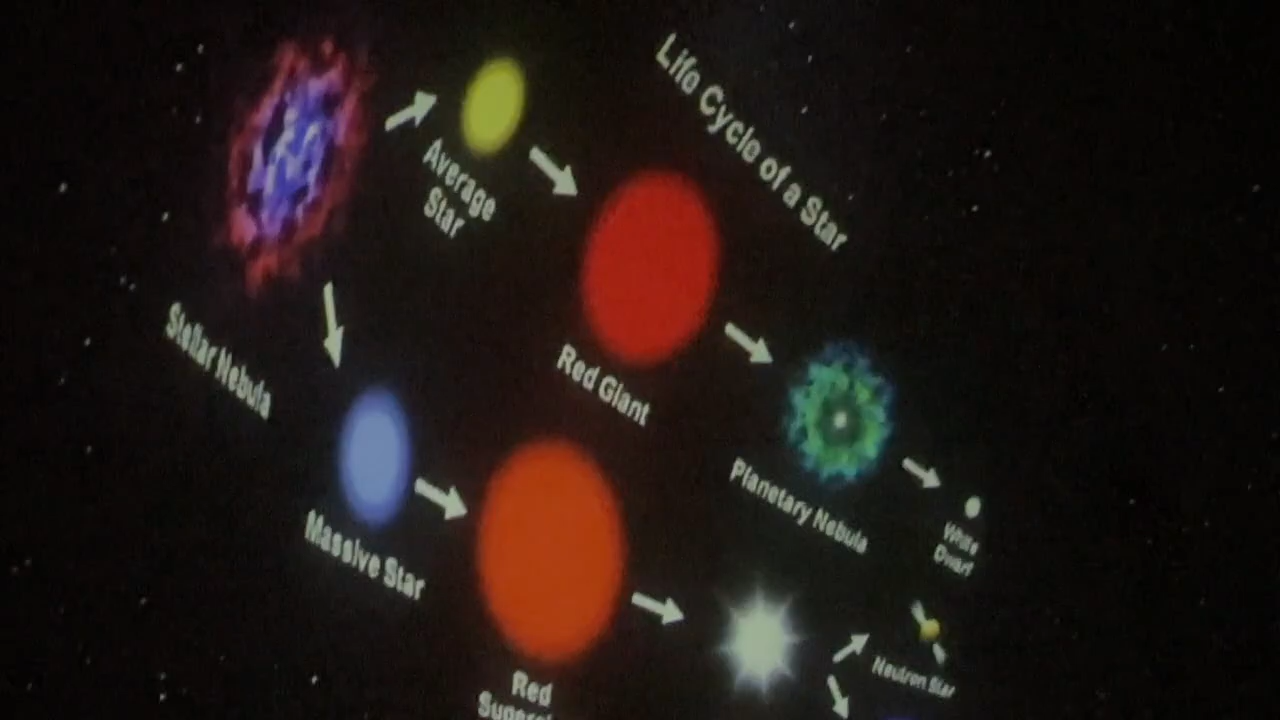 Life Cycle of a Star
Average
Star
Stellar Nebula
Red Giant
Planetary Nebula
White
Dwarf
Massive Star
Neutron Star
Red